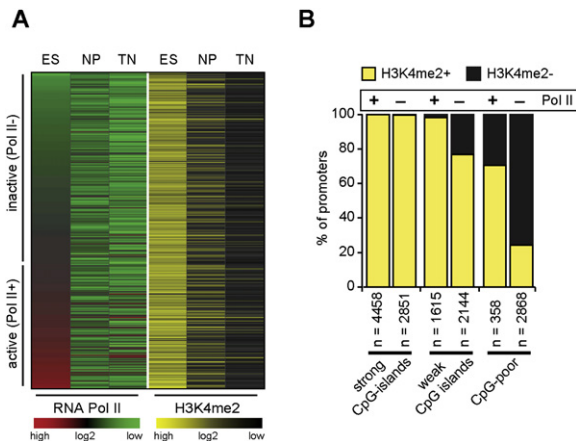 A
ES NP TN ES NP TN
inactive (Pol II-)
active (Pol II+)
RNA Pol II H3K4me2
high log2 low high log2 low
B
H3K4me2+ H3K4me2-
+ – + – + – Pol II
% of promoters
100
80
60
40
20
0
n = 4458
n = 2851
n = 1615
n = 2144
n = 358
n = 2868
strong
CpG-islands
weak
CpG islands
CpG-poor